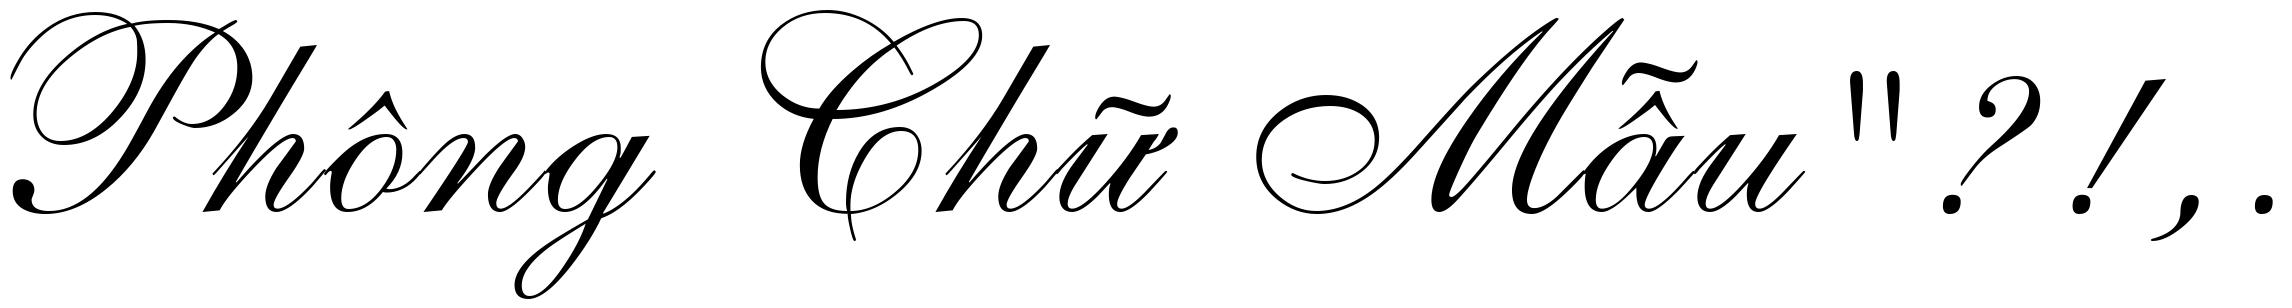 Phông Chữ Mẫu " ? ! , .